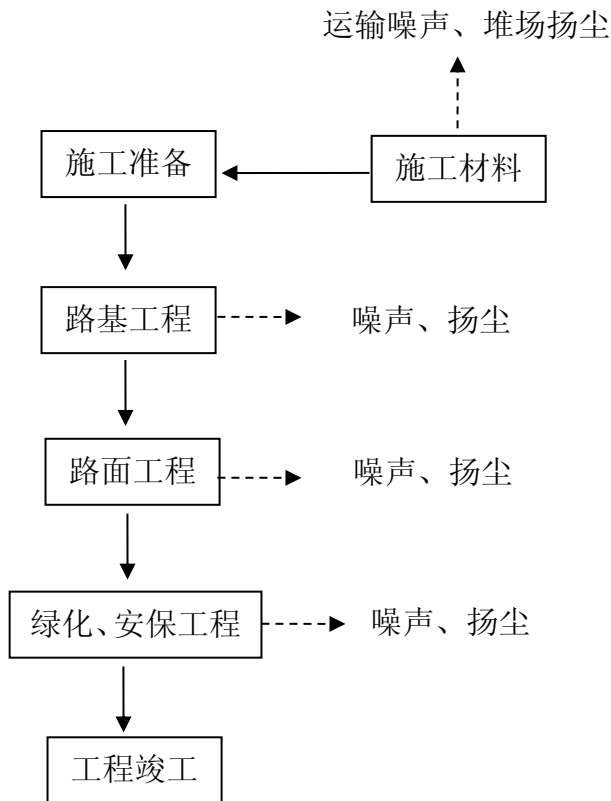 运输噪声、堆场扬尘
施工准备
施工材料
路基工程
噪声、扬尘
路面工程
噪声、扬尘
绿化、安保工程
噪声、扬尘
工程竣工